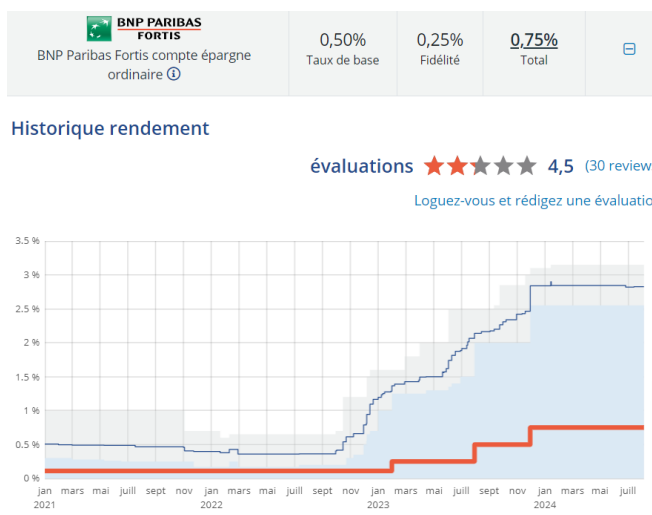 BNP PARIBAS
FORTIS
BNP Paribas Fortis compte épargne
ordinaire
0,50%
Taux de base
0,25%
Fidélité
0,75%
Total
Historique rendement
évaluations 4,5 (30 review
Loguez-vous et rédigez une évaluatio
3.5 %
3 %
2.5 %
2 %
1.5 %
1 %
0.5 %
0 %
jan mars mai juill sept nov jan mars mai juill sept nov jan mars mai juill sept nov jan mars mai juill
2021 2022 2023 2024